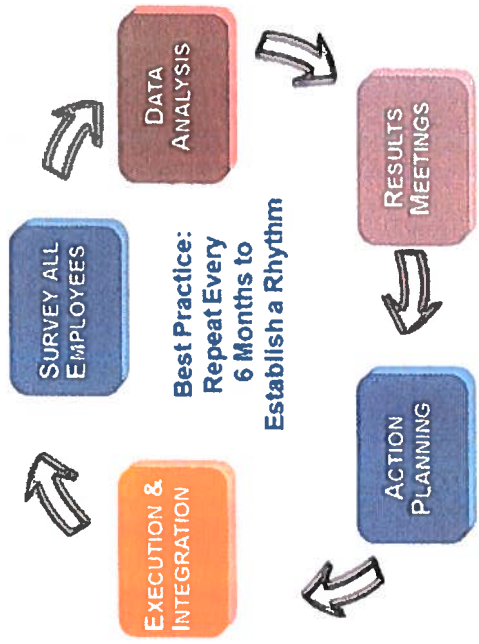 SURVEY ALL
EMPLOYEES
DATA
ANALYSIS
RESULTS
MEETINGS
ACTION
PLANNING
EXECUTION &
INTEGRATION
Best Practice:
Repeat Every
6 Months to
Establish a Rhythm